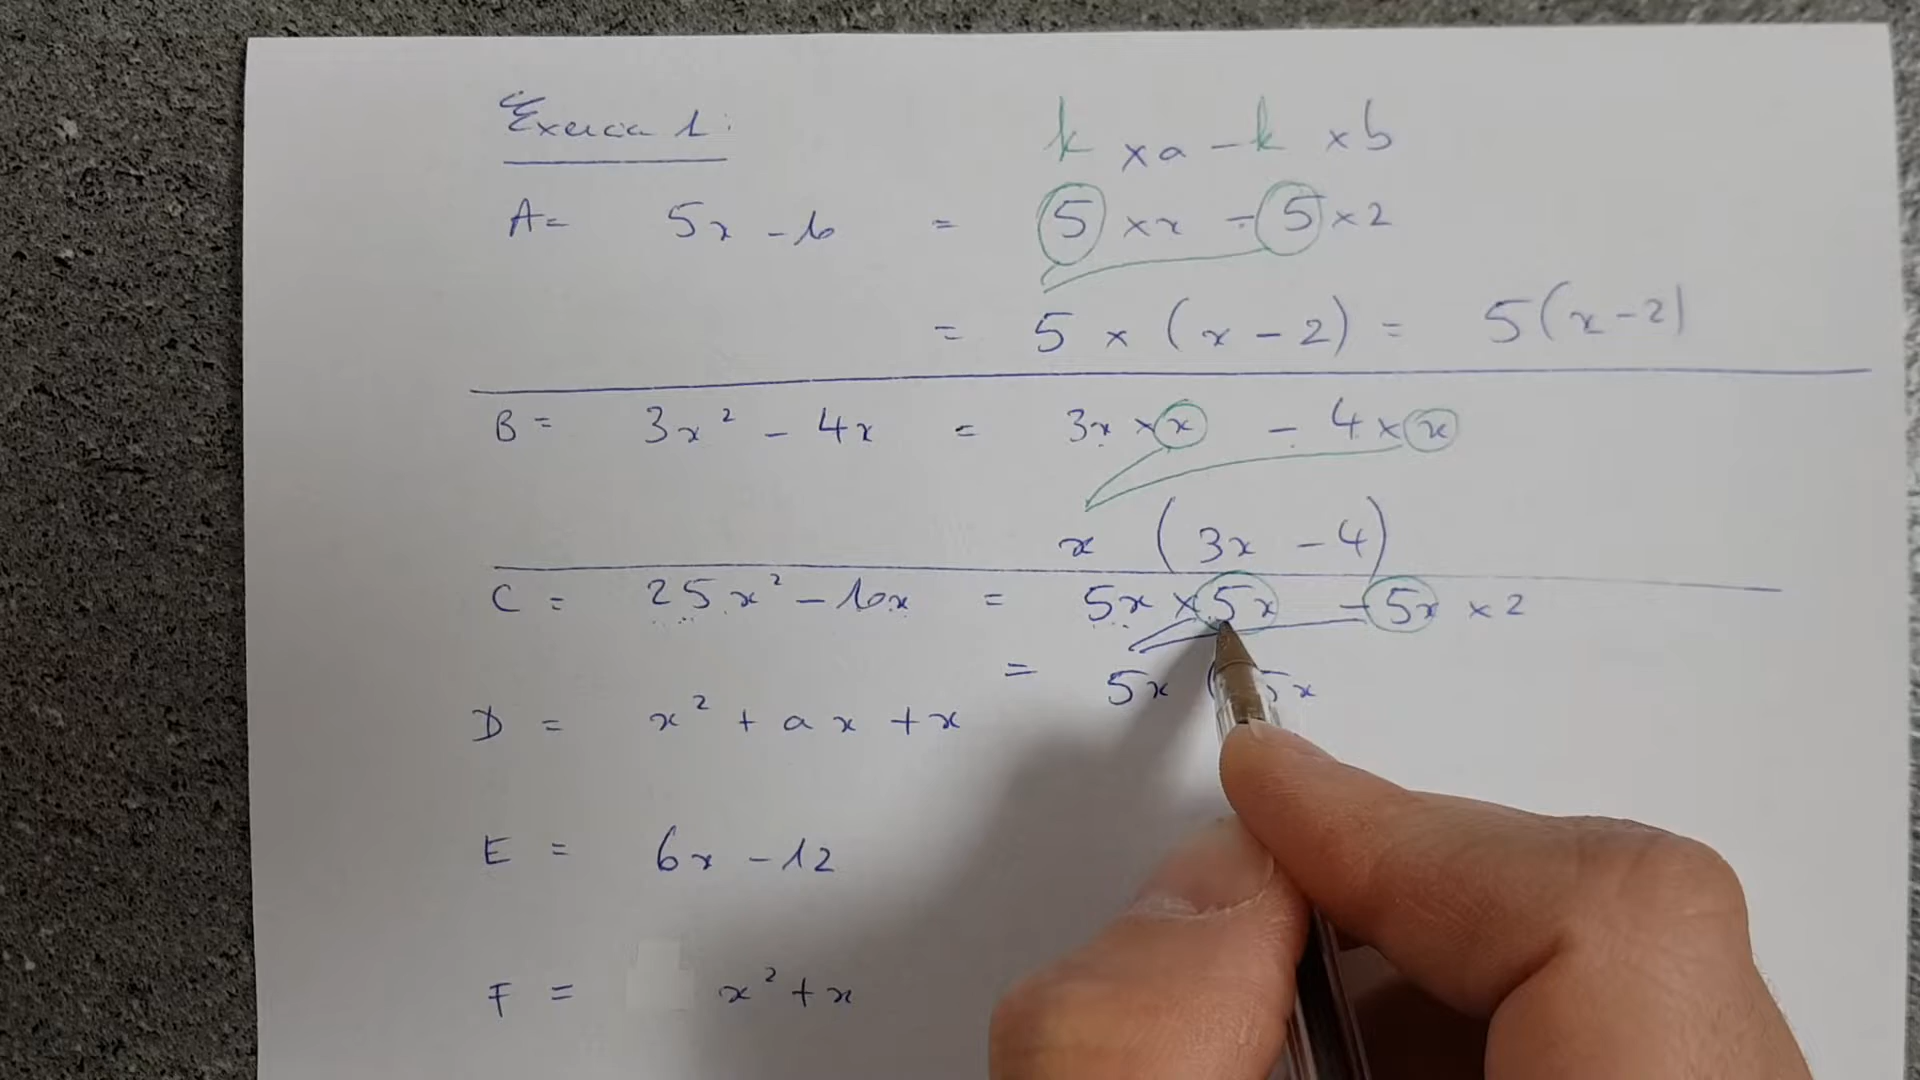 Exercice 1:
k × a - k × b
A = 5x - 10 = 5 × x - 5 × 2
= 5 × (x - 2) = 5(x - 2)
B = 3x² - 4x = 3x × x - 4 × x
x (3x - 4)
C = 25x² - 10x = 5x × 5x - 5x × 2
= 5x ( 5x
D = x² + ax + x
E = 6x - 12
F = x² + x